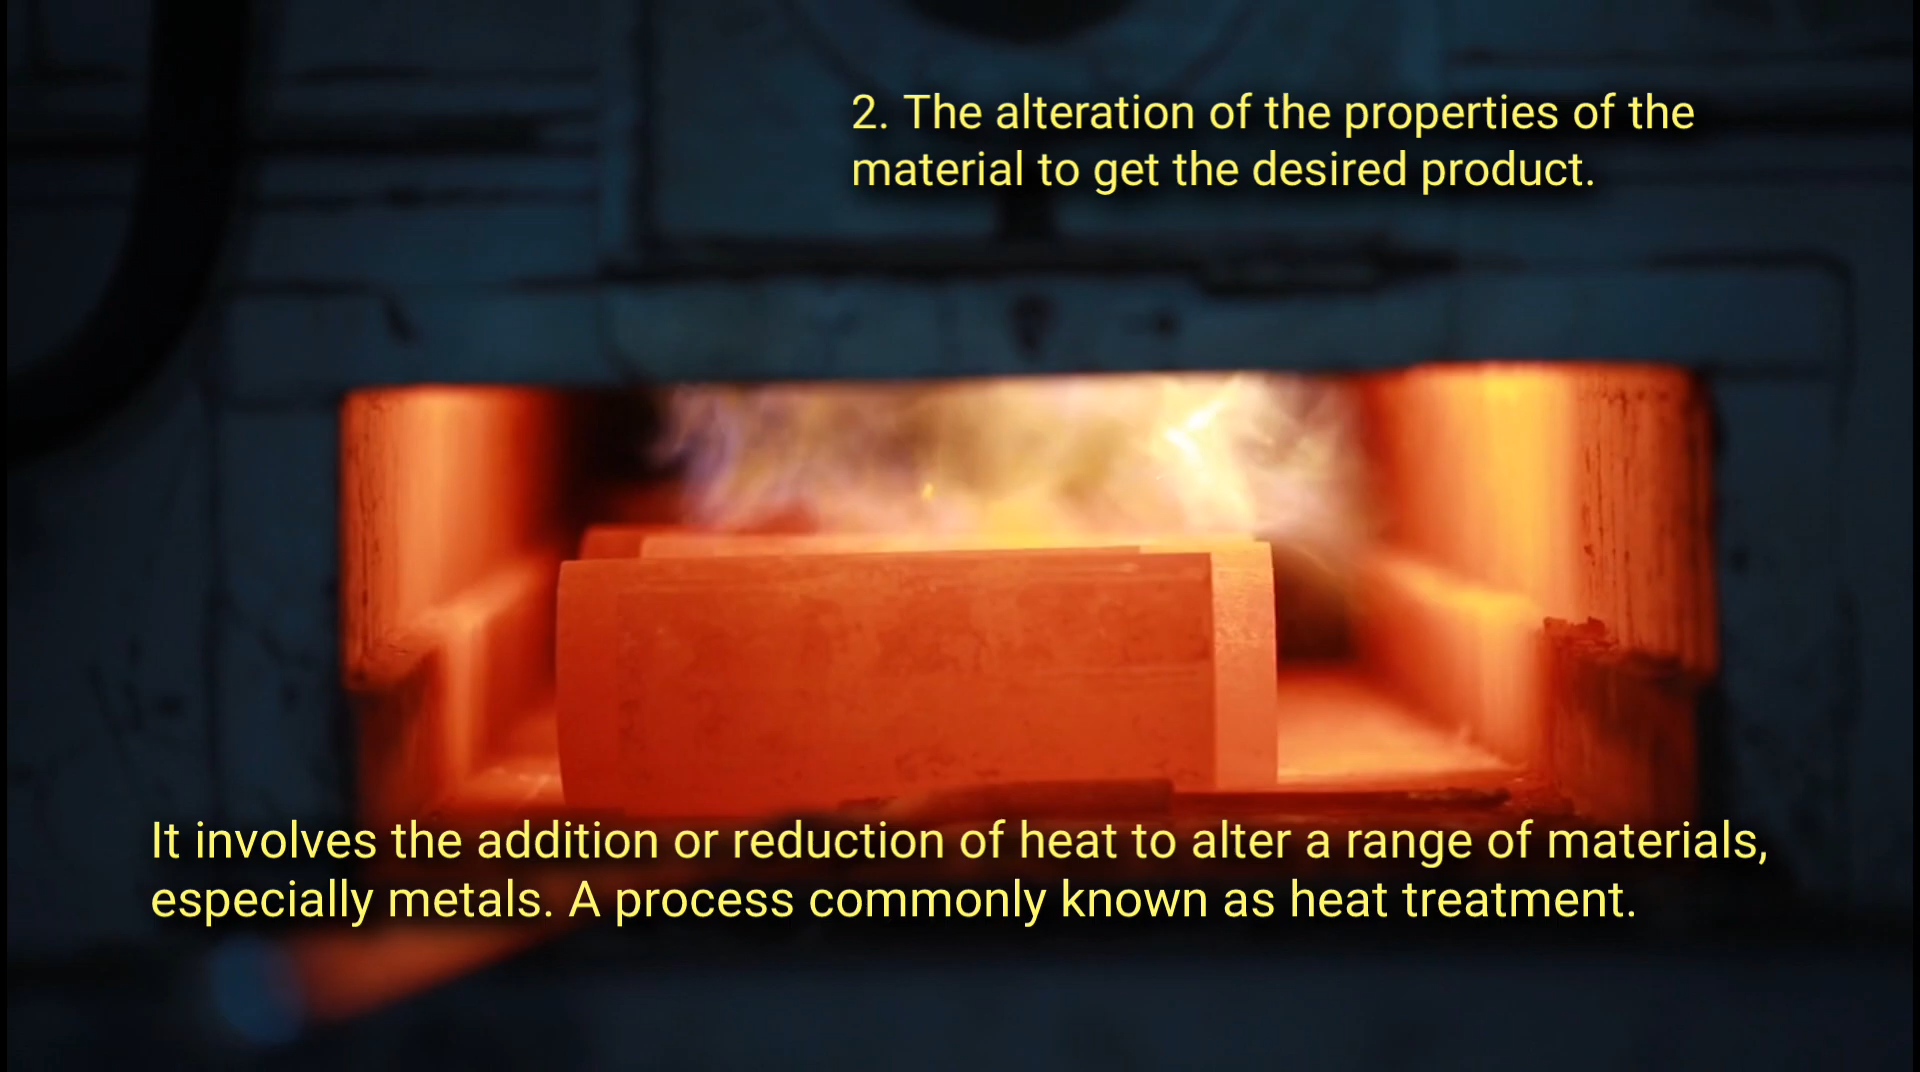 2. The alteration of the properties of the
material to get the desired product.
It involves the addition or reduction of heat to alter a range of materials,
especially metals. A process commonly known as heat treatment.